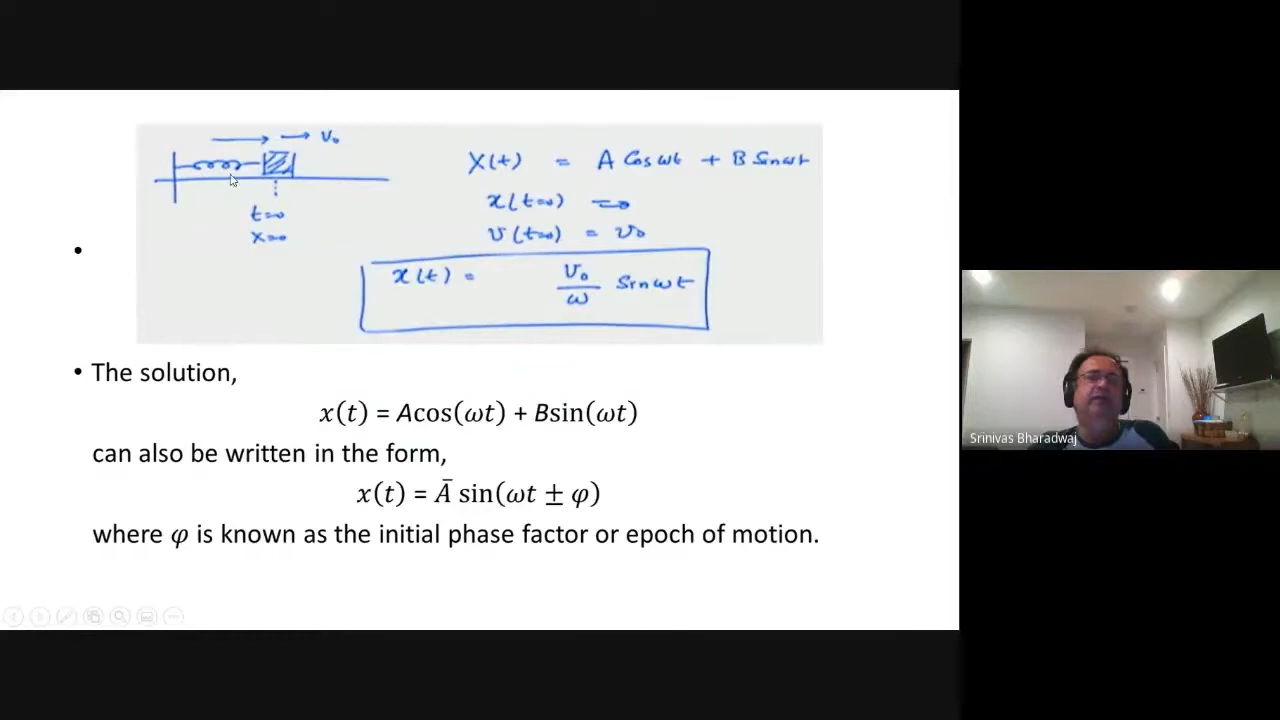 → → v₀
X(t) = A Cos ωt + B Sin ωt
x(t=0) = 0
v(t=0) = v₀
t=0
x=0
x(t) = v₀/ω Sin ωt
• The solution,
x(t) = Acos(ωt) + Bsin(ωt)
can also be written in the form,
x(t) = Ā sin(ωt ± φ)
where φ is known as the initial phase factor or epoch of motion.
Srinivas Bharadwaj